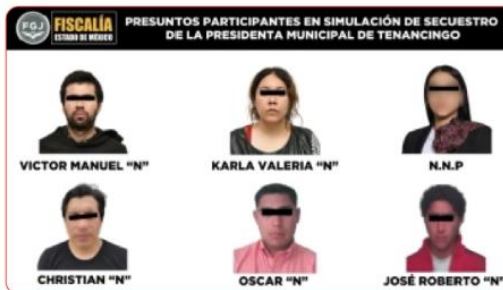 FGJ
FISCALÍA
ESTADO DE MÉXICO
PRESUNTOS PARTICIPANTES EN SIMULACIÓN DE SECUESTRO
DE LA PRESIDENTA MUNICIPAL DE TENANCINGO
VICTOR MANUEL “N”
KARLA VALERIA “N”
N.N.P
CHRISTIAN “N”
OSCAR “N”
JOSÉ ROBERTO “N”